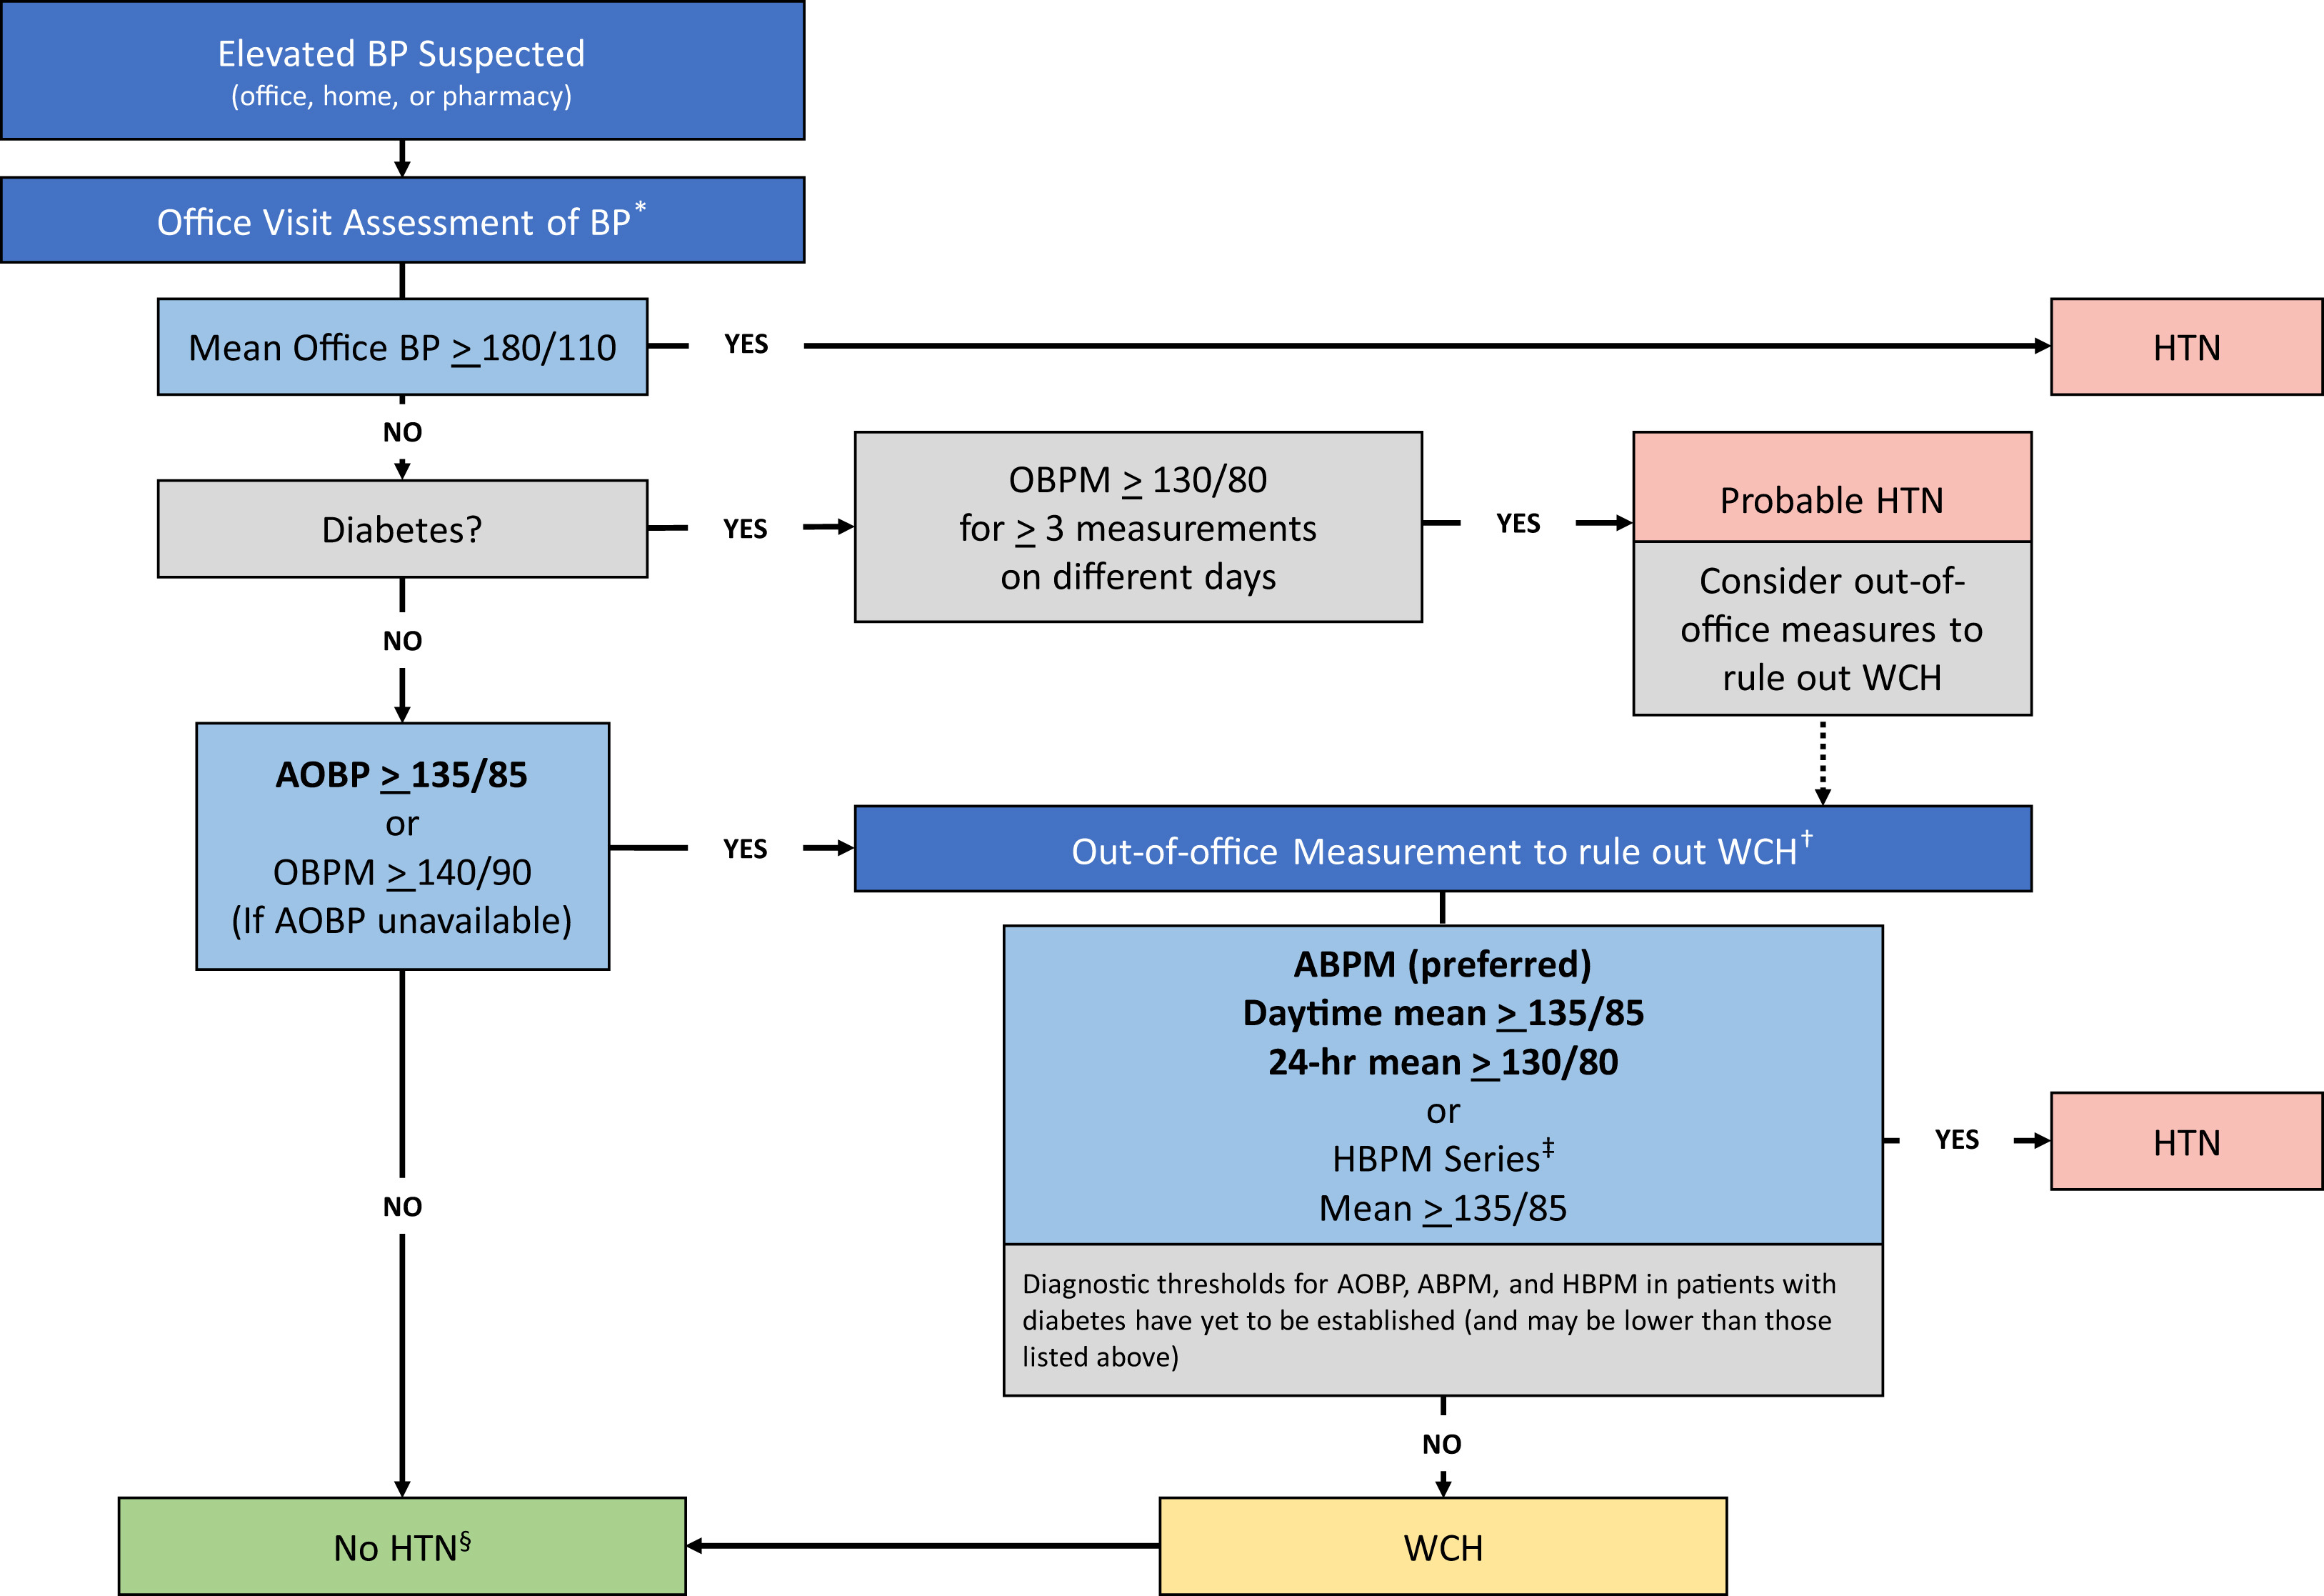 Elevated BP Suspected
(office, home, or pharmacy)
Office Visit Assessment of BP*
Mean Office BP ≥ 180/110
YES
HTN
NO
Diabetes?
YES
OBPM ≥ 130/80
for ≥ 3 measurements
on different days
YES
Probable HTN
Consider out-of-
office measures to
rule out WCH
NO
AOBP ≥ 135/85
or
OBPM ≥ 140/90
(If AOBP unavailable)
YES
Out-of-office Measurement to rule out WCH†
ABPM (preferred)
Daytime mean ≥ 135/85
24-hr mean ≥ 130/80
or
HBPM Series‡
Mean ≥ 135/85
YES
HTN
Diagnostic thresholds for AOBP, ABPM, and HBPM in patients with
diabetes have yet to be established (and may be lower than those
listed above)
NO
NO
No HTN§
WCH